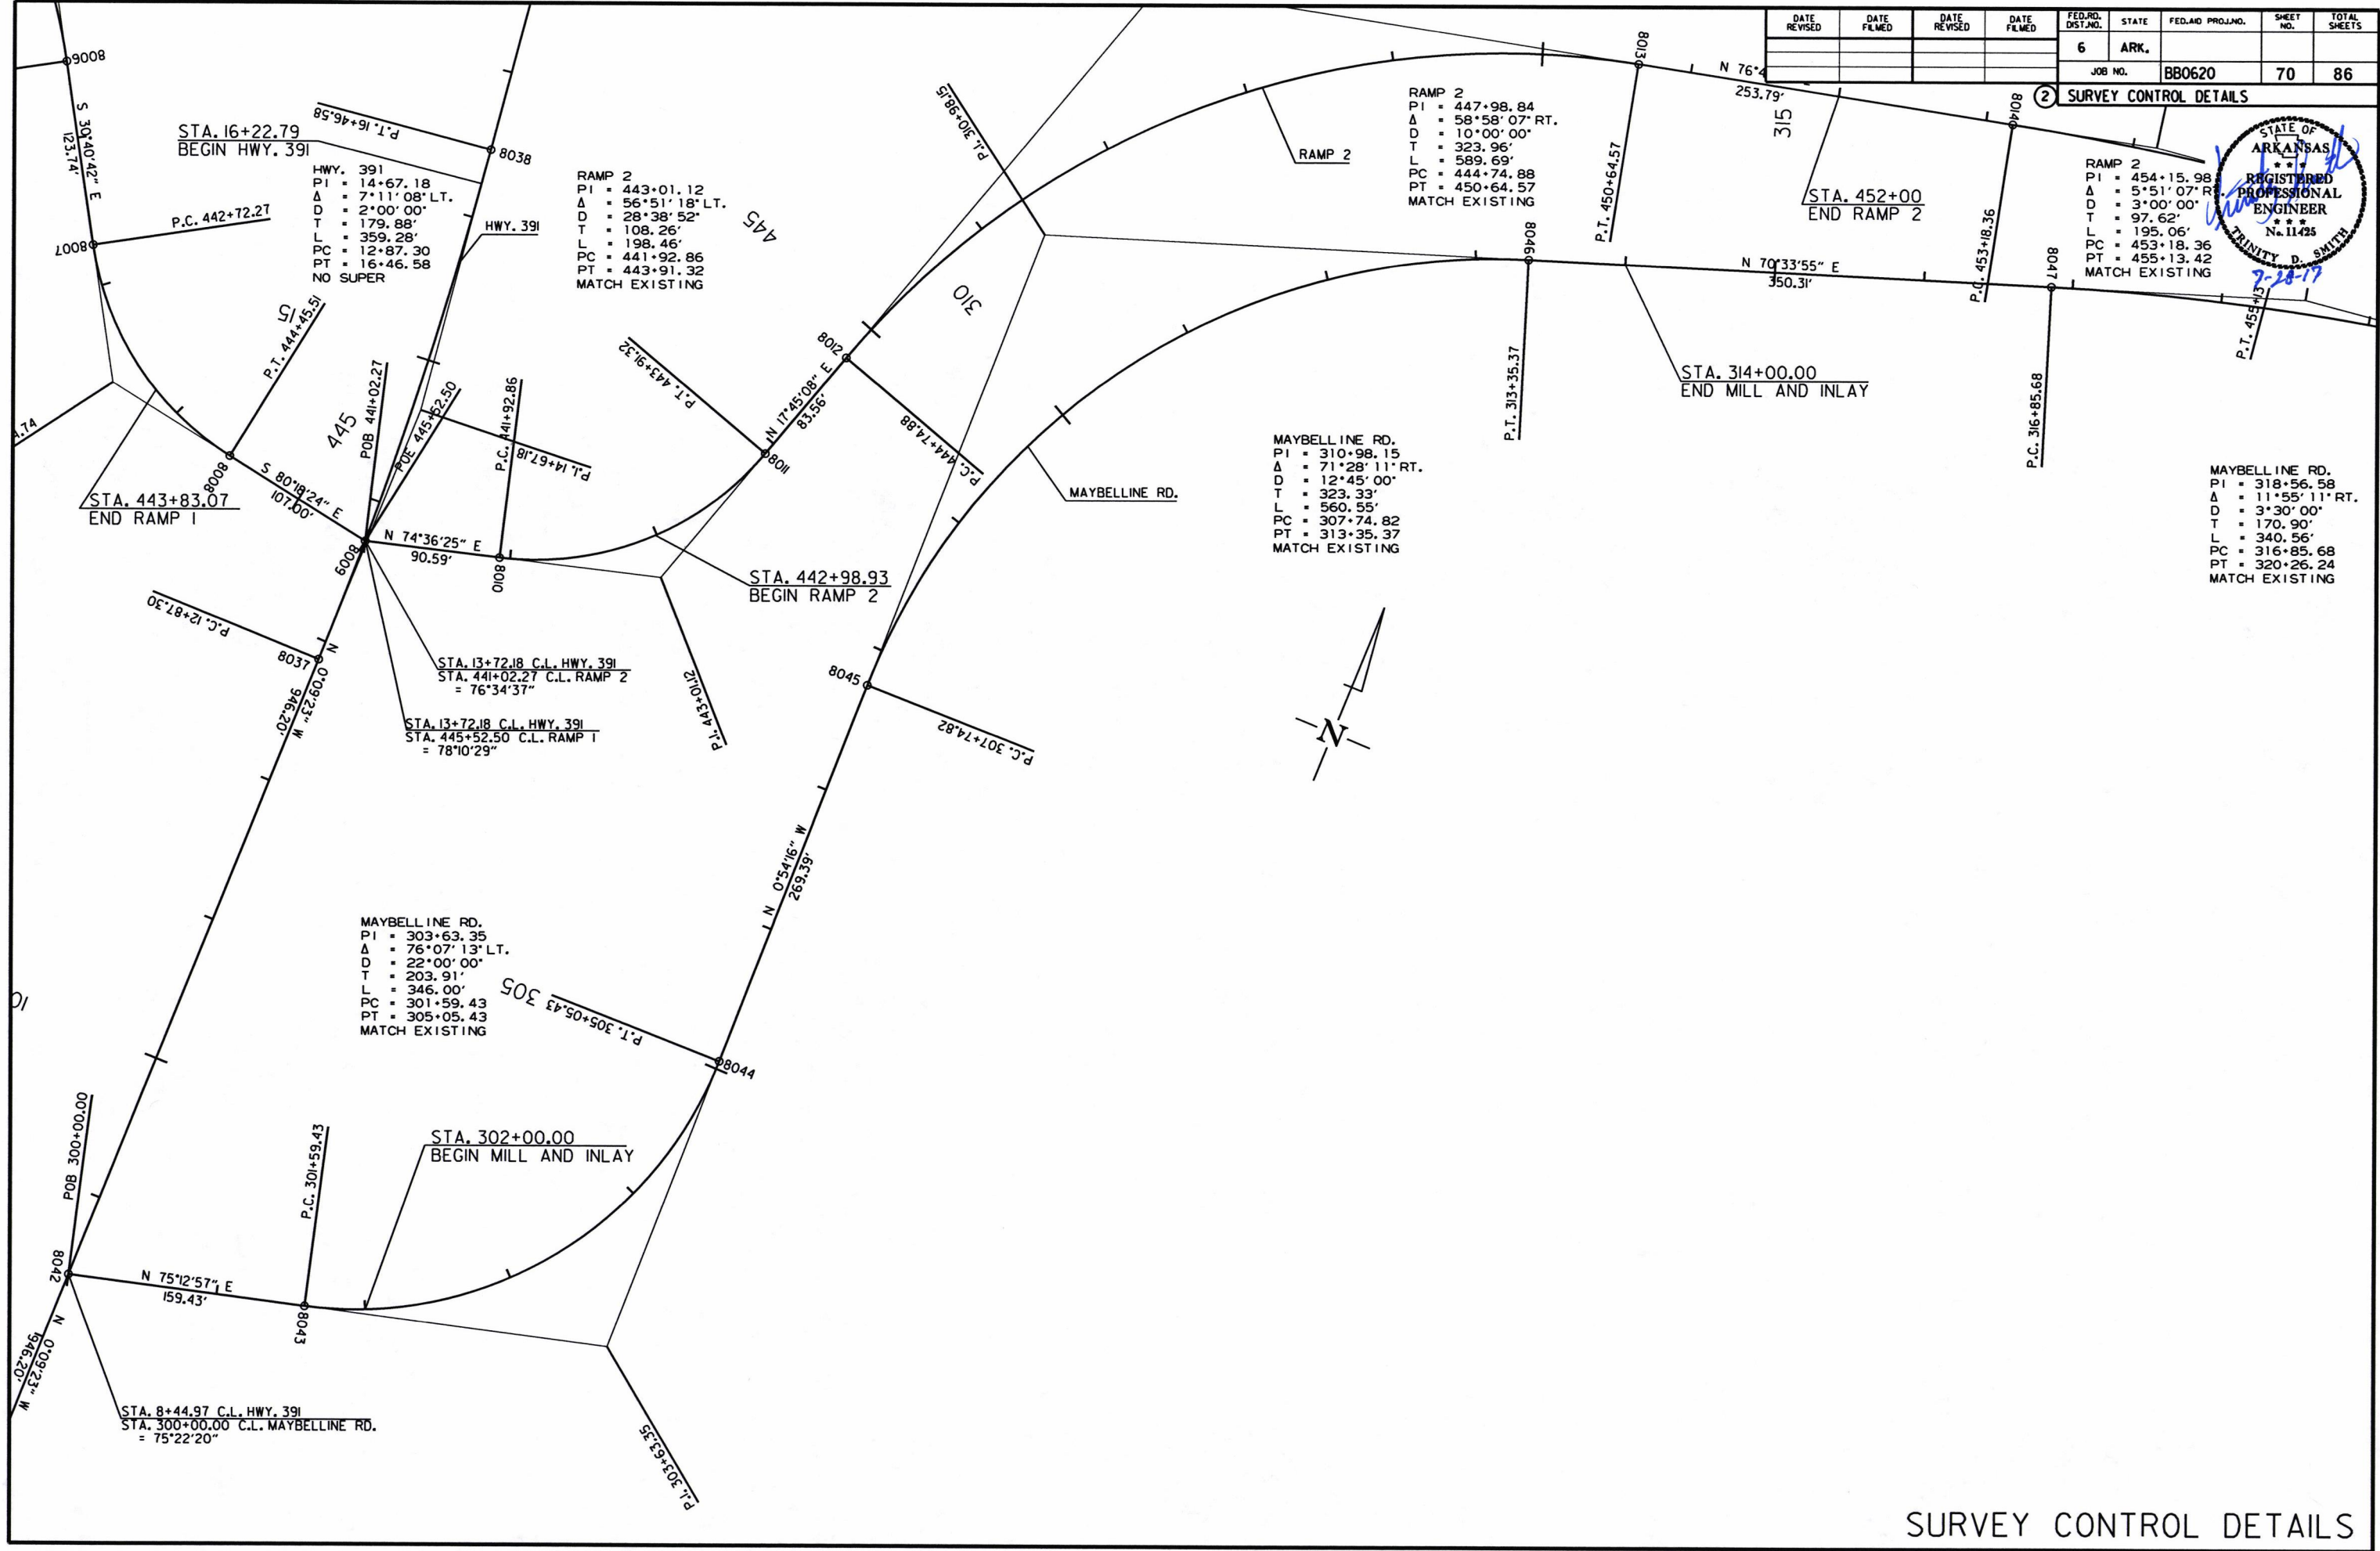 DATE REVISED
DATE FILMED
DATE REVISED
DATE FILMED
FED.RD. DIST.NO.
STATE
FED.AID PROJ.NO.
SHEET NO.
TOTAL SHEETS
6
ARK.
JOB NO.
BB0620
70
86
2
SURVEY CONTROL DETAILS
STATE OF
ARKANSAS
REGISTERED
PROFESSIONAL
ENGINEER
No. 11425
TRINITY D. SMITH
7-28-17
8006
S 30°40'42" E
123.74'
8007
P.C. 442+72.27
STA. 16+22.79
BEGIN HWY. 391
P.T. 16+46.58
8038
HWY. 391
PI = 14+67.18
Δ = 7°11'08" LT.
D = 2°00'00"
T = 179.88'
L = 359.28'
PC = 12+87.30
PT = 16+46.58
NO SUPER
HWY. 391
RAMP 2
PI = 443+01.12
Δ = 56°51'18" LT.
D = 28°38'52"
T = 108.26'
L = 198.46'
PC = 441+92.86
PT = 443+91.32
MATCH EXISTING
445
310
P.I. 310+98.15
RAMP 2
RAMP 2
PI = 447+98.84
Δ = 58°58'07" RT.
D = 10°00'00"
T = 323.96'
L = 589.69'
PC = 444+74.88
PT = 450+64.57
MATCH EXISTING
8013
P.T. 450+64.57
N 76°4
253.79'
315
STA. 452+00
END RAMP 2
8014
P.C. 453+18.36
RAMP 2
PI = 454+15.98
Δ = 5°51'07" R
D = 3°00'00"
T = 97.62'
L = 195.06'
PC = 453+18.36
PT = 455+13.42
MATCH EXISTING
P.T. 455+13
8046
N 70°33'55" E
350.31'
8047
P.T. 313+35.37
STA. 314+00.00
END MILL AND INLAY
P.C. 316+85.68
15
P.T. 444+45.51
445
POB 441+02.27
POE 445+52.50
P.C. 441+92.86
P.I. 14+67.18
P.T. 443+91.32
8011
N 17°45'08" E
83.56'
8012
P.C. 444+74.88
.74
8008
S 80°18'24" E
107.00'
STA. 443+83.07
END RAMP 1
8009
N 74°36'25" E
90.59'
8010
STA. 442+98.93
BEGIN RAMP 2
MAYBELLINE RD.
MAYBELLINE RD.
PI = 310+98.15
Δ = 71°28'11" RT.
D = 12°45'00"
T = 323.33'
L = 560.55'
PC = 307+74.82
PT = 313+35.37
MATCH EXISTING
MAYBELLINE RD.
PI = 318+56.58
Δ = 11°55'11" RT.
D = 3°30'00"
T = 170.90'
L = 340.56'
PC = 316+85.68
PT = 320+26.24
MATCH EXISTING
P.C. 12+87.30
8037
N 0°09'23" W
946.20'
STA. 13+72.18 C.L. HWY. 391
STA. 441+02.27 C.L. RAMP 2
= 76°34'37"
STA. 13+72.18 C.L. HWY. 391
STA. 445+52.50 C.L. RAMP 1
= 78°10'29"
P.I. 443+01.12
8045
P.C. 307+74.82
N
N 0°54'16" W
269.39'
MAYBELLINE RD.
PI = 303+63.35
Δ = 76°07'13" LT.
D = 22°00'00"
T = 203.91'
L = 346.00'
PC = 301+59.43
PT = 305+05.43
MATCH EXISTING
305
P.T. 305+05.43
8044
10
POB 300+00.00
P.C. 301+59.43
STA. 302+00.00
BEGIN MILL AND INLAY
8042
N 75°12'57" E
159.43'
8043
N 0°09'23" W
946.20'
STA. 8+44.97 C.L. HWY. 391
STA. 300+00.00 C.L. MAYBELLINE RD.
= 75°22'20"
P.I. 303+63.35
SURVEY CONTROL DETAILS